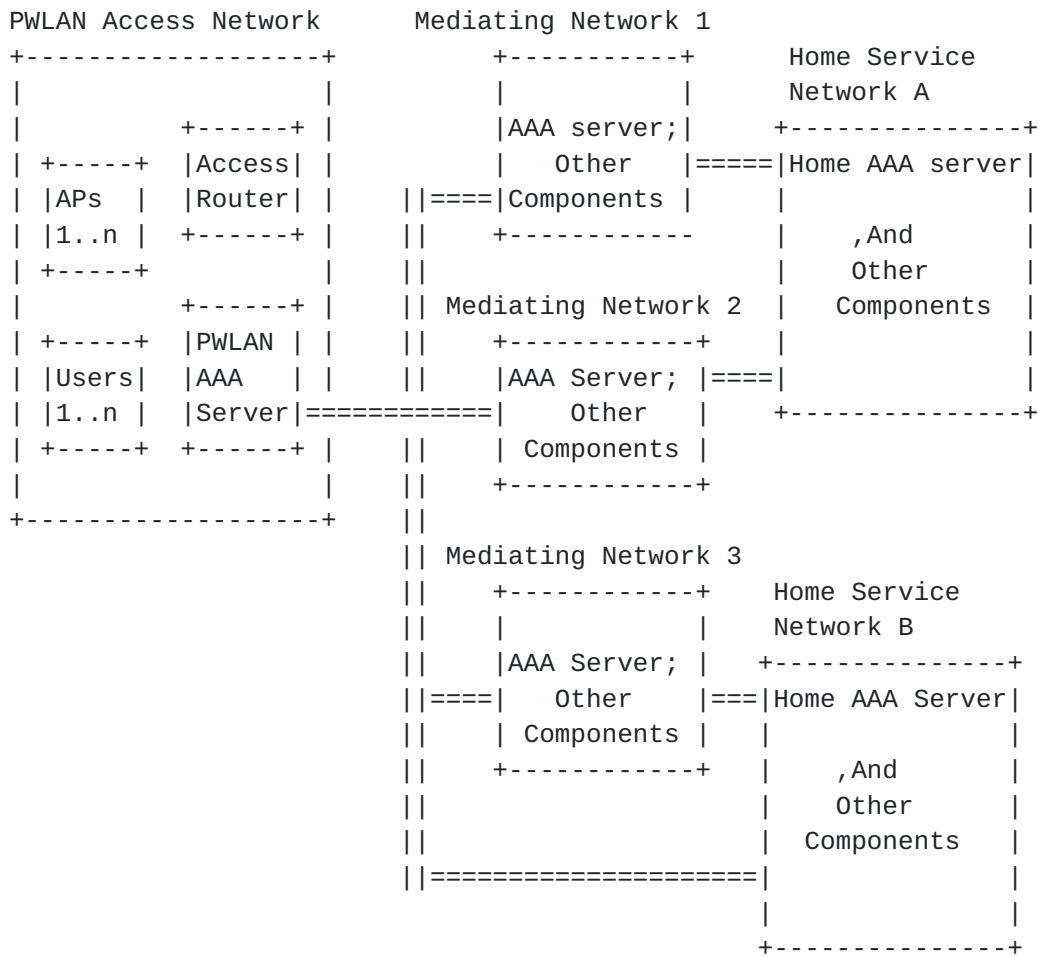 PWLAN Access Network      Mediating Network 1
+-------------------+          +-----------+      Home Service
|                   |          |           |      Network A
|          +------+ |          |AAA server;|     +---------------+
| +-----+  |Access| |          |   Other   |=====|Home AAA server|
| |APs  |  |Router| |    ||====|Components |     |               |
| |1..n |  +------+ |    ||    +------------     |    ,And       |
| +-----+           |    ||                      |    Other      |
|          +------+ |    || Mediating Network 2  |   Components  |
| +-----+  |PWLAN | |    ||    +------------+    |               |
| |Users|  |AAA   | |    ||    |AAA Server; |====|               |
| |1..n |  |Server|============|    Other   |    +---------------+
| +-----+  +------+ |    ||    | Components |
|                   |    ||    +------------+
+-------------------+    ||
                         || Mediating Network 3
                         ||    +------------+    Home Service
                         ||    |            |    Network B
                         ||    |AAA Server; |   +---------------+
                         ||====|   Other    |===|Home AAA Server|
                         ||    | Components |   |               |
                         ||    +------------+   |    ,And       |
                         ||                     |    Other      |
                         ||                     |  Components   |
                         ||=====================|               |
                                                |               |
                                                +---------------+